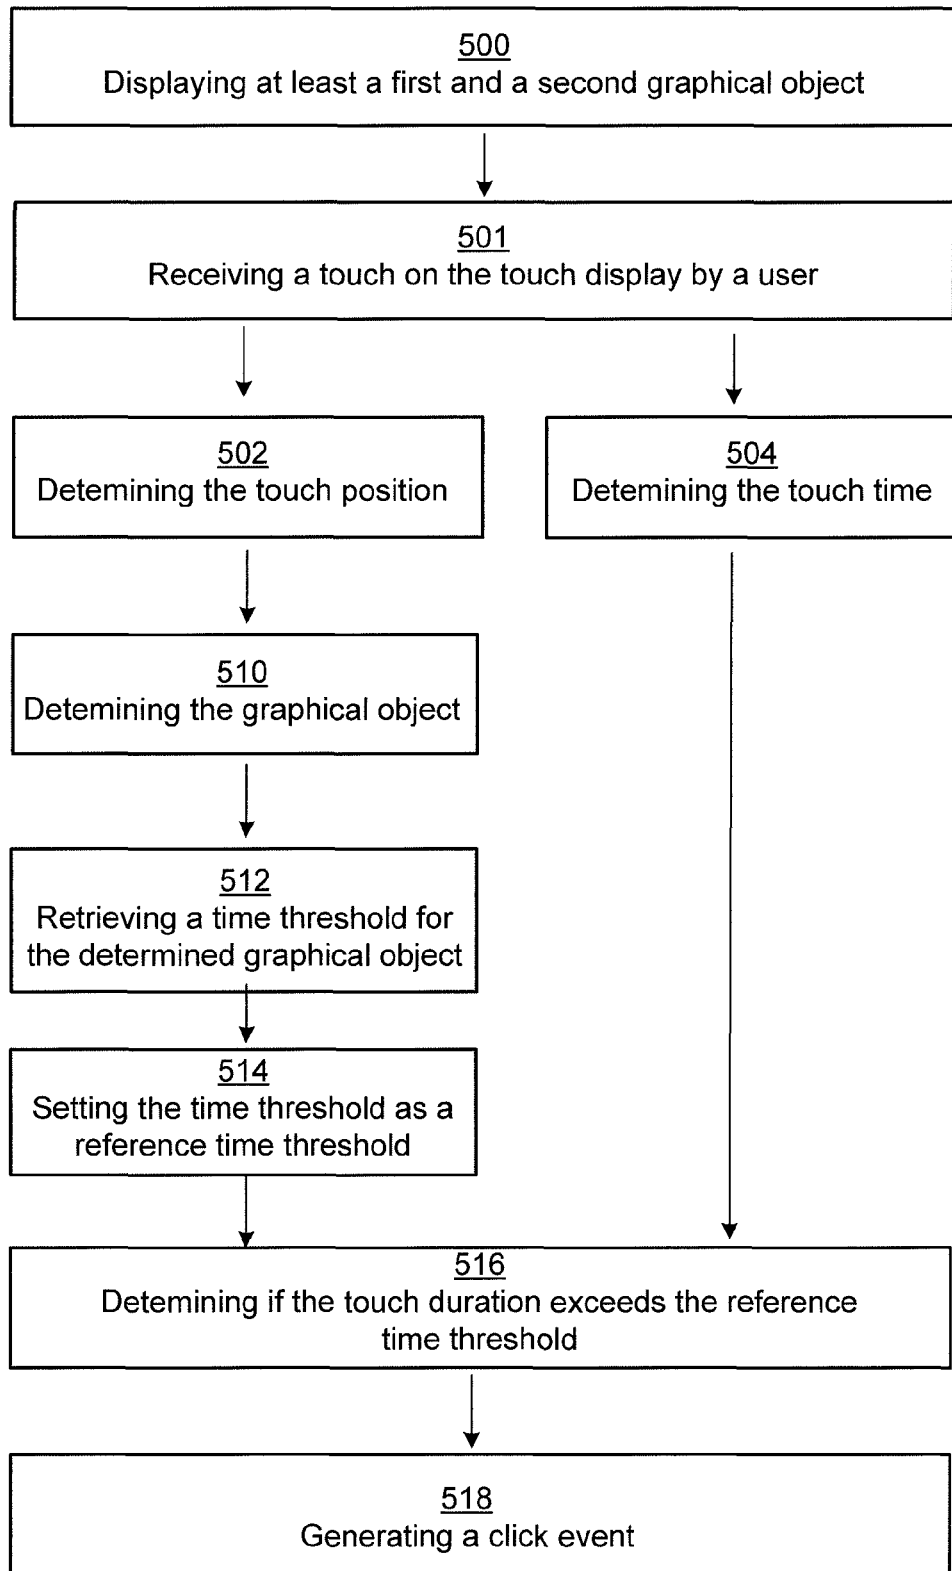 500
Displaying at least a first and a second graphical object
501
Receiving a touch on the touch display by a user
502
Detemining the touch position
504
Detemining the touch time
510
Detemining the graphical object
512
Retrieving a time threshold for
the determined graphical object
514
Setting the time threshold as a
reference time threshold
516
Detemining if the touch duration exceeds the reference
time threshold
518
Generating a click event